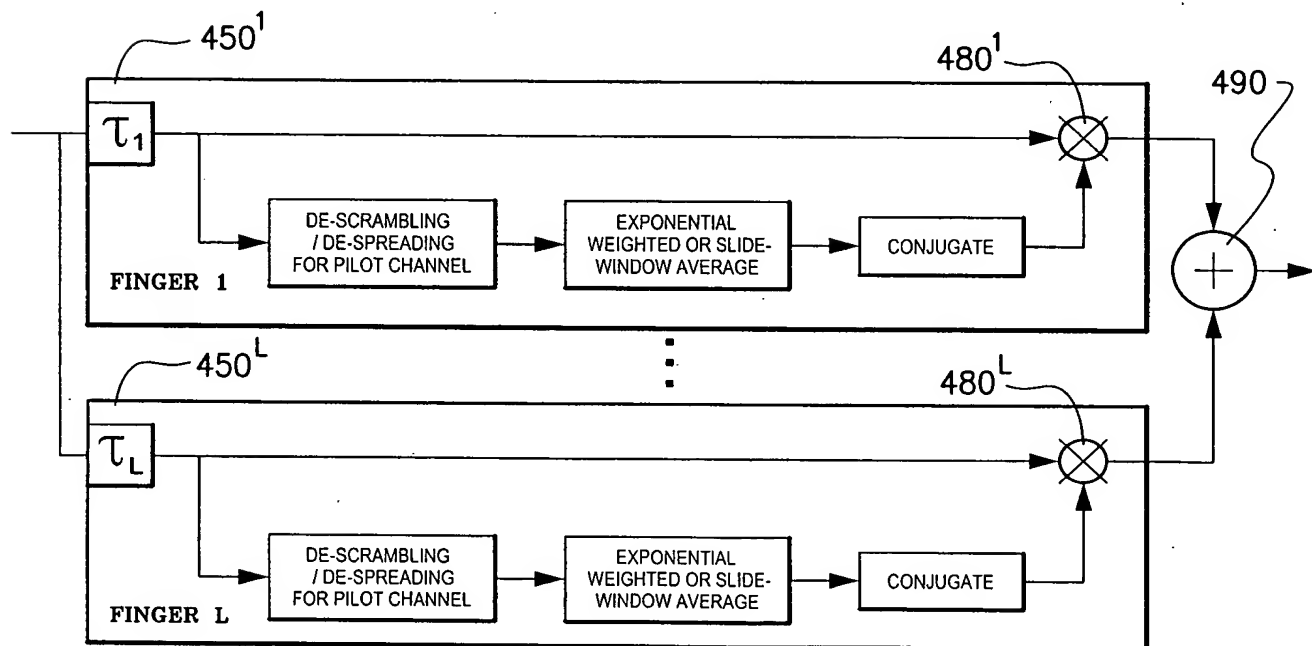 450¹
480¹
490
τ₁
DE-SCRAMBLING
/ DE-SPREADING
FOR PILOT CHANNEL
EXPONENTIAL
WEIGHTED OR SLIDE-
WINDOW AVERAGE
CONJUGATE
FINGER 1
450ᴸ
480ᴸ
τL
DE-SCRAMBLING
/ DE-SPREADING
FOR PILOT CHANNEL
EXPONENTIAL
WEIGHTED OR SLIDE-
WINDOW AVERAGE
CONJUGATE
FINGER L